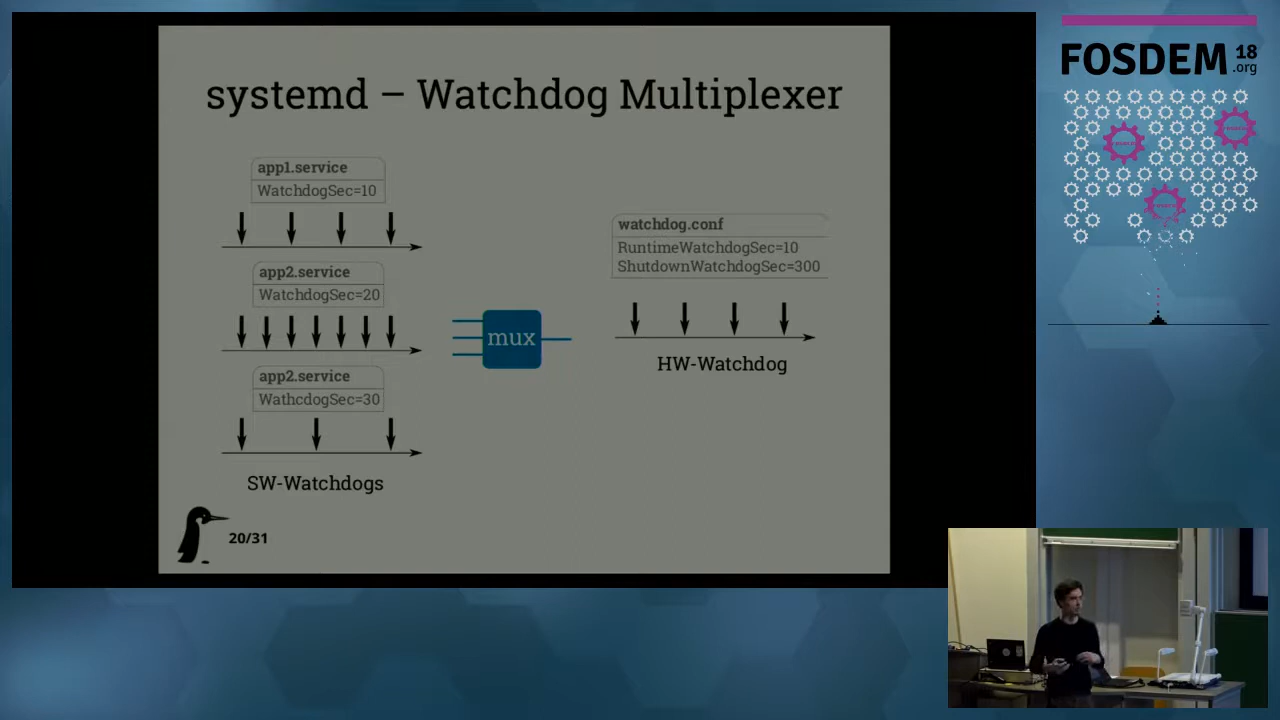 systemd – Watchdog Multiplexer
app1.service
WatchdogSec=10
app2.service
WatchdogSec=20
app2.service
WathcdogSec=30
SW-Watchdogs
mux
watchdog.conf
RuntimeWatchdogSec=10
ShutdownWatchdogSec=300
HW-Watchdog
20/31
FOSDEM 18
.org